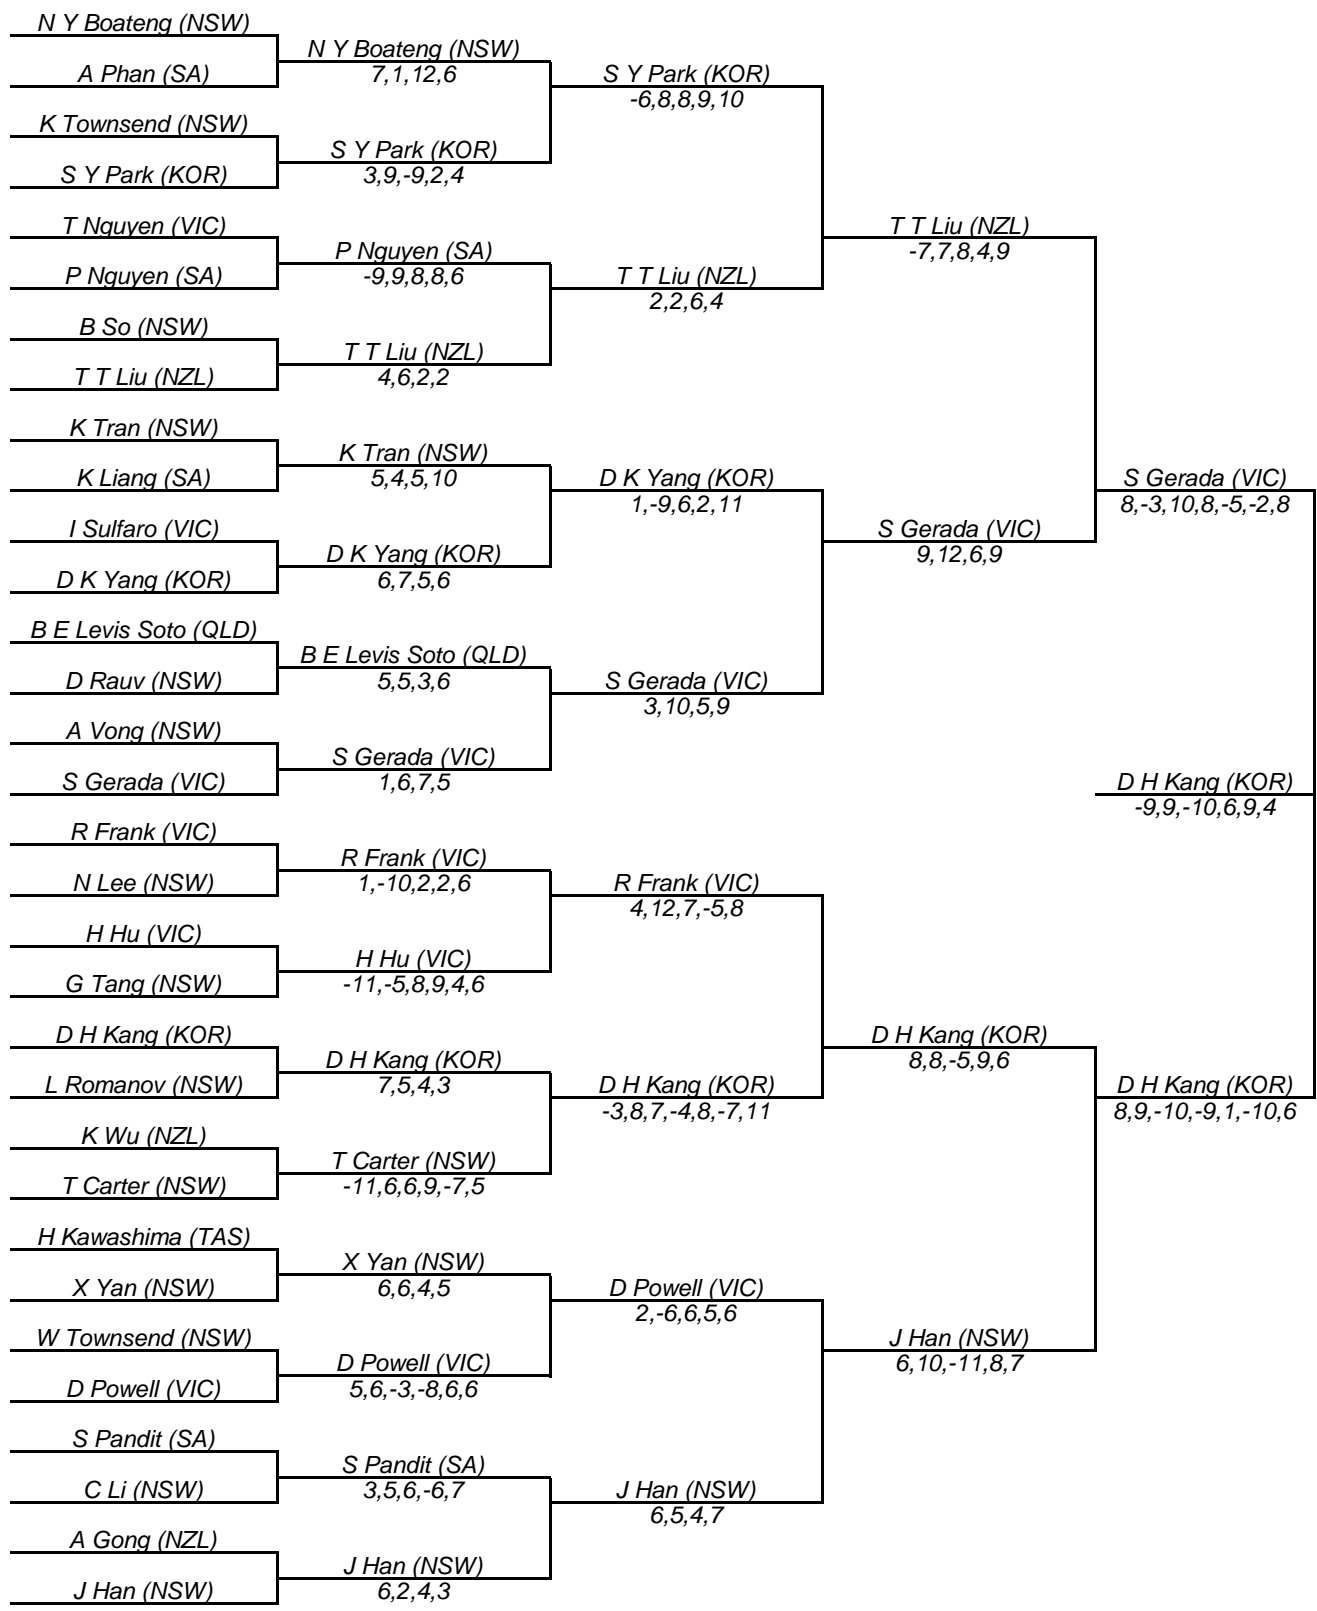 N Y Boateng (NSW)
A Phan (SA)
K Townsend (NSW)
S Y Park (KOR)
T Nguyen (VIC)
P Nguyen (SA)
B So (NSW)
T T Liu (NZL)
K Tran (NSW)
K Liang (SA)
I Sulfaro (VIC)
D K Yang (KOR)
B E Levis Soto (QLD)
D Rauv (NSW)
A Vong (NSW)
S Gerada (VIC)
R Frank (VIC)
N Lee (NSW)
H Hu (VIC)
G Tang (NSW)
D H Kang (KOR)
L Romanov (NSW)
K Wu (NZL)
T Carter (NSW)
H Kawashima (TAS)
X Yan (NSW)
W Townsend (NSW)
D Powell (VIC)
S Pandit (SA)
C Li (NSW)
A Gong (NZL)
J Han (NSW)
N Y Boateng (NSW)
7,1,12,6
S Y Park (KOR)
3,9,-9,2,4
P Nguyen (SA)
-9,9,8,8,6
T T Liu (NZL)
4,6,2,2
K Tran (NSW)
5,4,5,10
D K Yang (KOR)
6,7,5,6
B E Levis Soto (QLD)
5,5,3,6
S Gerada (VIC)
1,6,7,5
R Frank (VIC)
1,-10,2,2,6
H Hu (VIC)
-11,-5,8,9,4,6
D H Kang (KOR)
7,5,4,3
T Carter (NSW)
-11,6,6,9,-7,5
X Yan (NSW)
6,6,4,5
D Powell (VIC)
5,6,-3,-8,6,6
S Pandit (SA)
3,5,6,-6,7
J Han (NSW)
6,2,4,3
S Y Park (KOR)
-6,8,8,9,10
T T Liu (NZL)
2,2,6,4
D K Yang (KOR)
1,-9,6,2,11
S Gerada (VIC)
3,10,5,9
R Frank (VIC)
4,12,7,-5,8
D H Kang (KOR)
-3,8,7,-4,8,-7,11
D Powell (VIC)
2,-6,6,5,6
J Han (NSW)
6,5,4,7
T T Liu (NZL)
-7,7,8,4,9
S Gerada (VIC)
9,12,6,9
D H Kang (KOR)
8,8,-5,9,6
J Han (NSW)
6,10,-11,8,7
S Gerada (VIC)
8,-3,10,8,-5,-2,8
D H Kang (KOR)
-9,9,-10,6,9,4
D H Kang (KOR)
8,9,-10,-9,1,-10,6